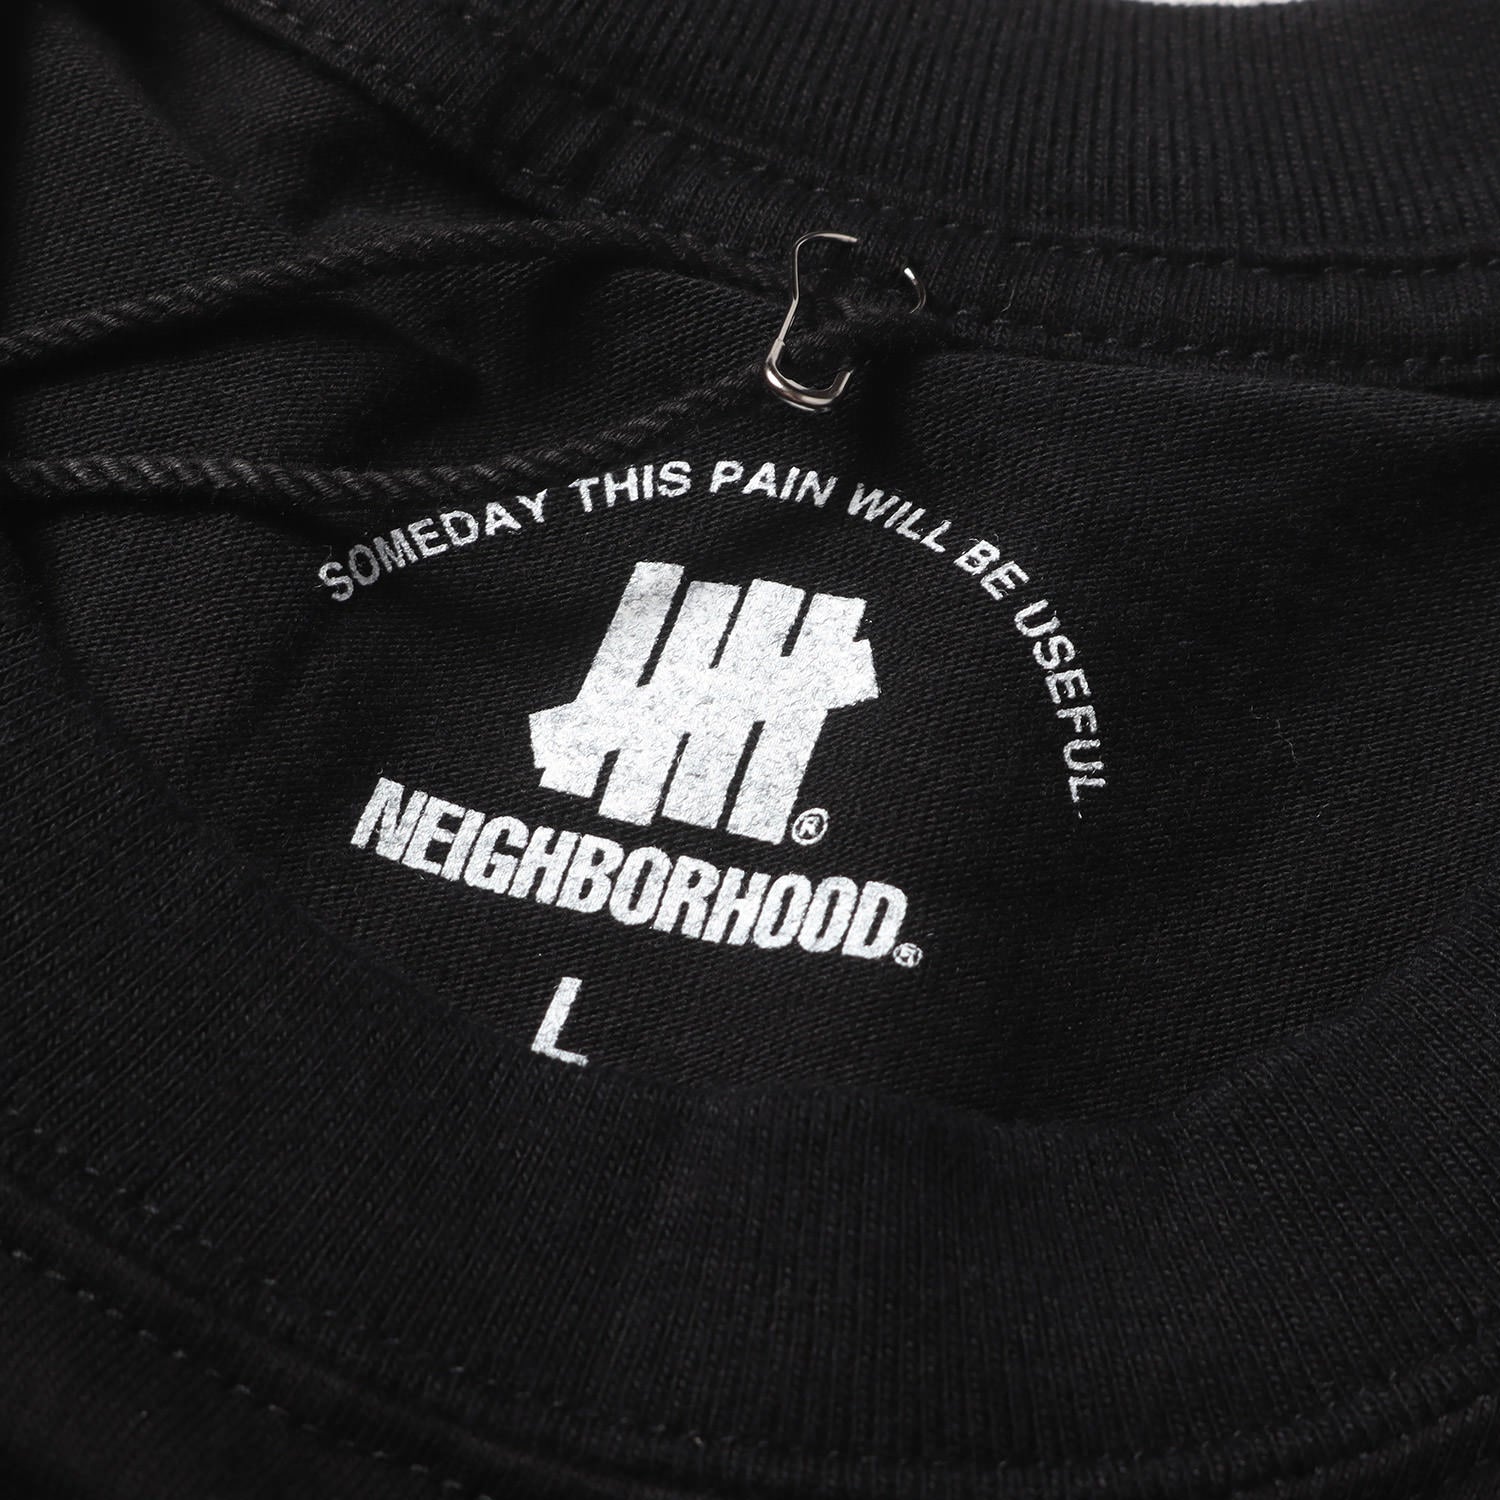 SOMEDAY THIS PAIN WILL BE USEFUL
®
NEIGHBORHOOD®
L